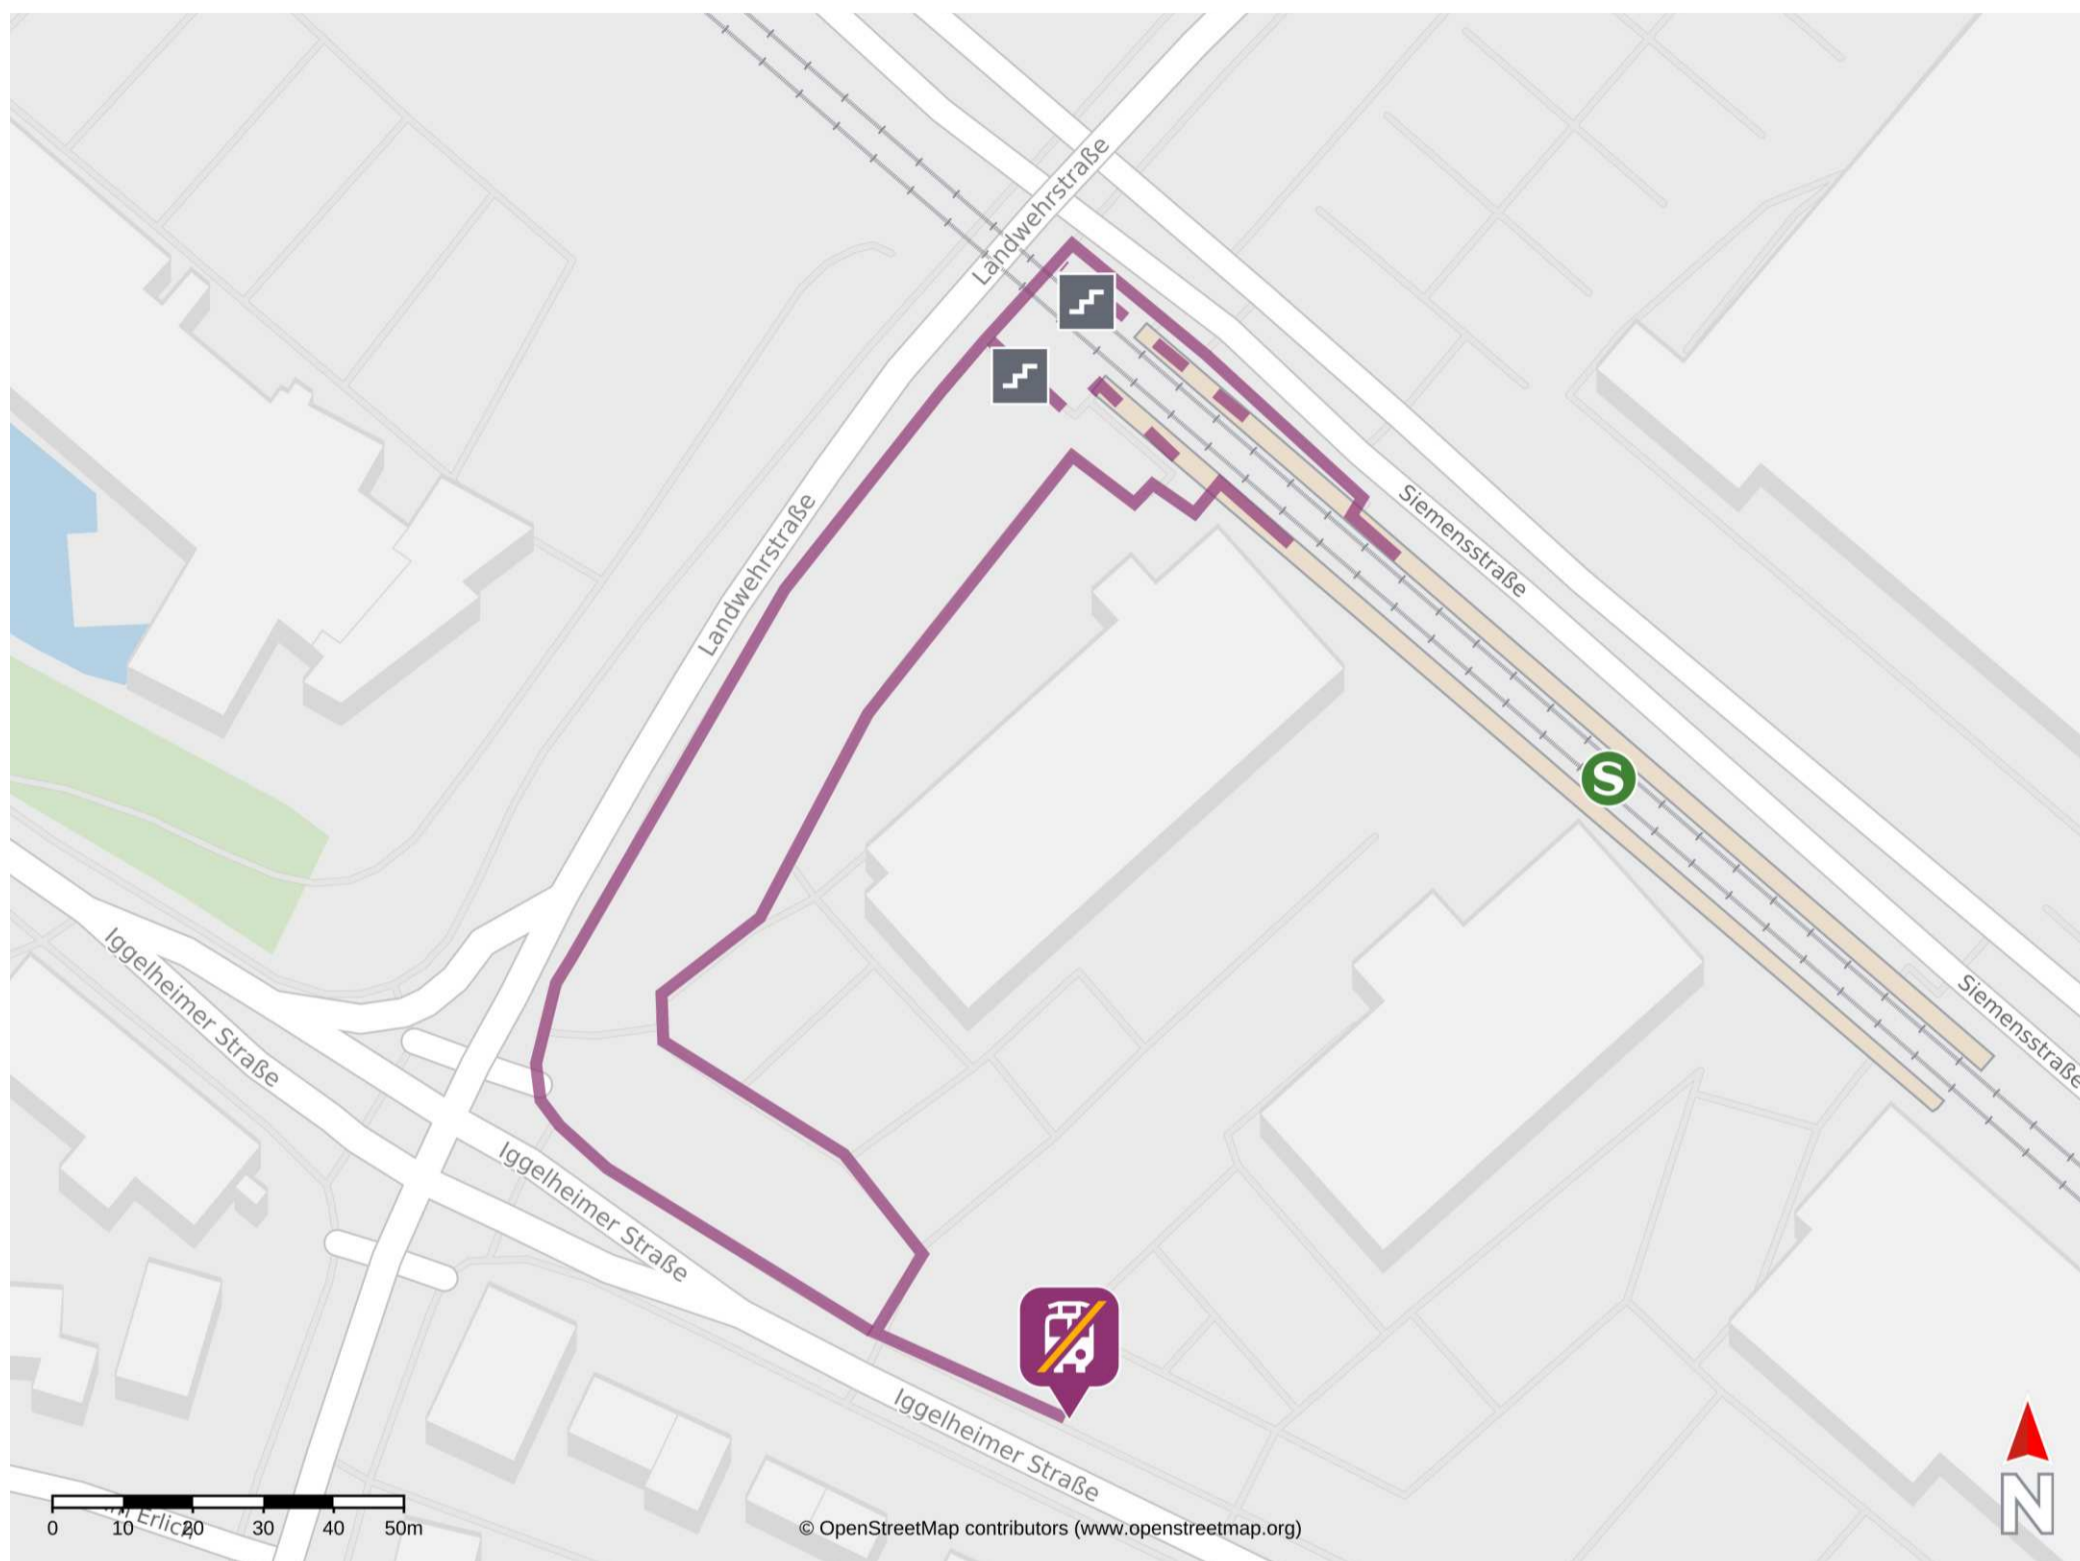 Landwehrstraße
Siemensstraße
Landwehrstraße
S
Iggelheimer Straße
Siemensstraße
Iggelheimer Straße
Iggelheimer Straße
Erlich
0 10 20 30 40 50m
© OpenStreetMap contributors (www.openstreetmap.org)
N